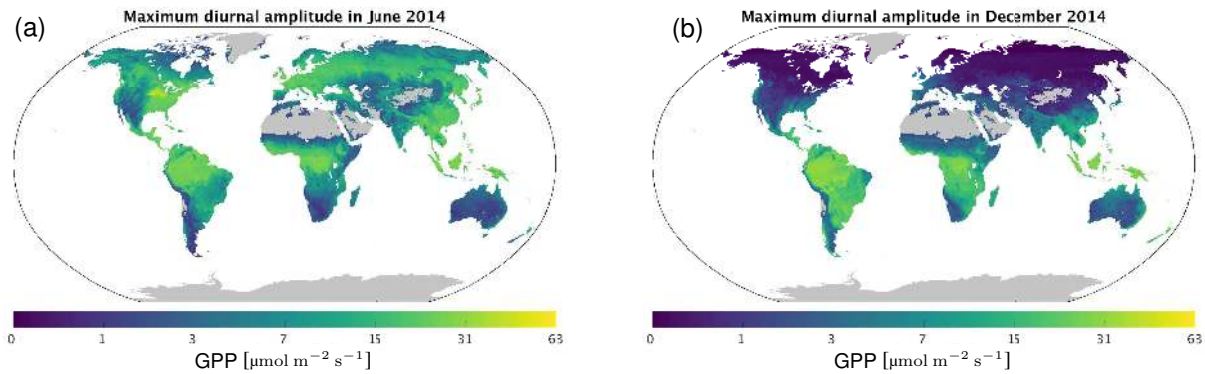 (a)
Maximum diurnal amplitude in June 2014
0 1 3 7 15 31 63
GPP [µmol m−2 s−1]
(b)
Maximum diurnal amplitude in December 2014
0 1 3 7 15 31 63
GPP [µmol m−2 s−1]